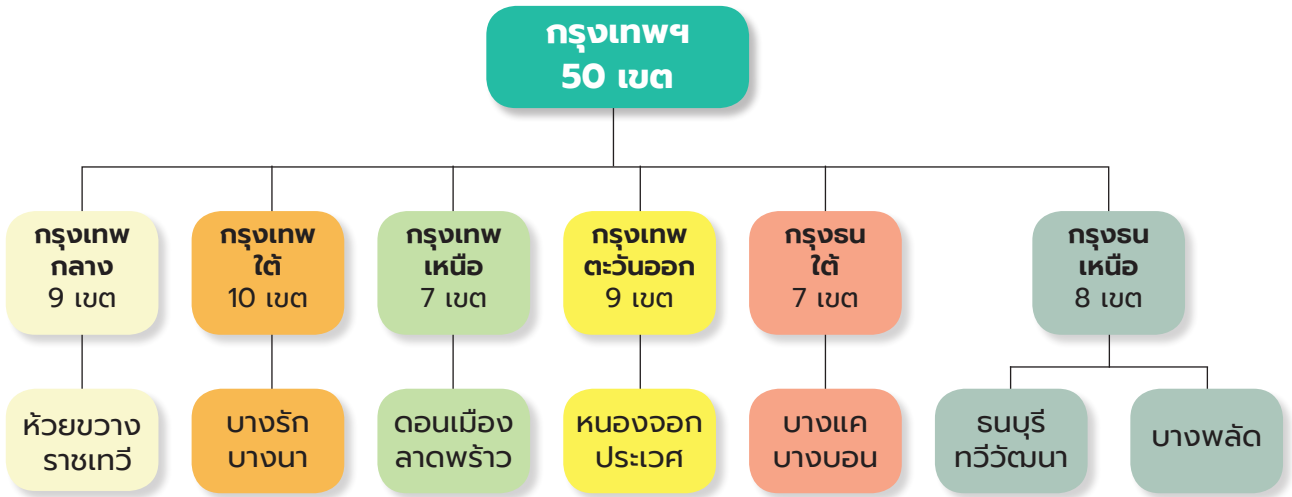 กรุงเทพฯ
50 เขต
กรุงเทพ
กลาง
9 เขต
กรุงเทพ
ใต้
10 เขต
กรุงเทพ
เหนือ
7 เขต
กรุงเทพ
ตะวันออก
9 เขต
กรุงธน
ใต้
7 เขต
กรุงธน
เหนือ
8 เขต
ห้วยขวาง
ราชเทวี
บางรัก
บางนา
ดอนเมือง
ลาดพร้าว
หนองจอก
ประเวศ
บางแค
บางบอน
ธนบุรี
ทวีวัฒนา
บางพลัด